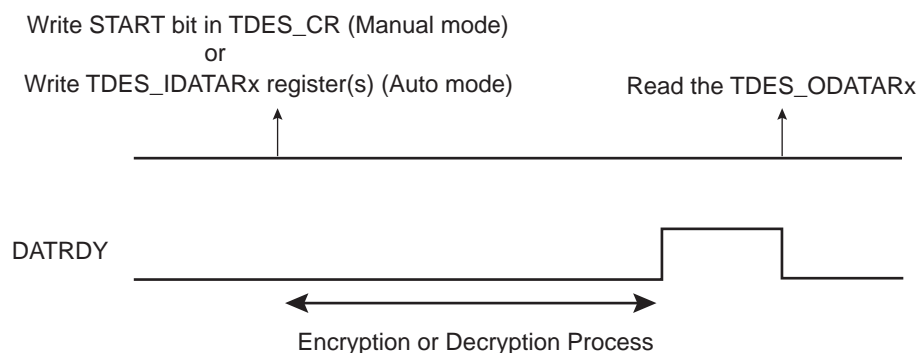 Write START bit in TDES_CR (Manual mode)
or
Write TDES_IDATARx register(s) (Auto mode)
Read the TDES_ODATARx
DATRDY
Encryption or Decryption Process